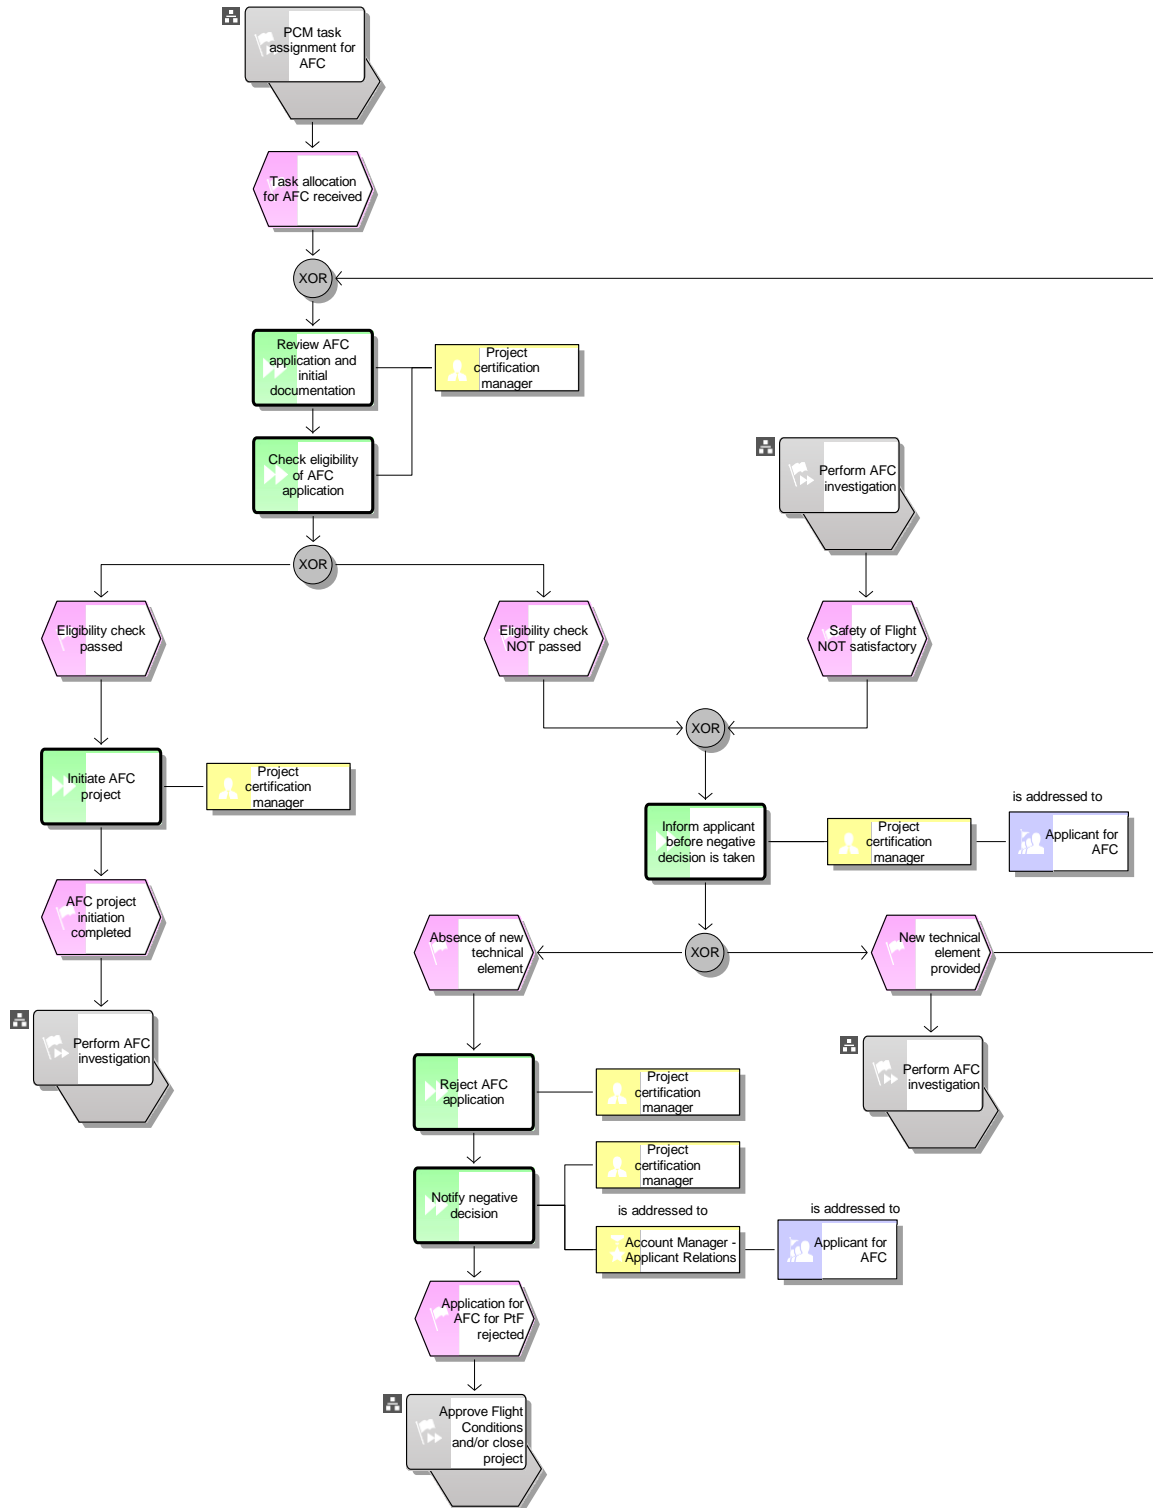 PCM task
assignment for
AFC
Task allocation
for AFC received
XOR
Review AFC
application and
initial
documentation
Project
certification
manager
Check eligibility
of AFC
application
Perform AFC
investigation
XOR
Eligibility check
passed
Eligibility check
NOT passed
Safety of Flight
NOT satisfactory
XOR
Initiate AFC
project
Project
certification
manager
Inform applicant
before negative
decision is taken
Project
certification
manager
is addressed to
Applicant for
AFC
AFC project
initiation
completed
Absence of new
technical
element
XOR
New technical
element
provided
Perform AFC
investigation
Perform AFC
investigation
Reject AFC
application
Project
certification
manager
Notify negative
decision
Project
certification
manager
is addressed to
Account Manager -
Applicant Relations
is addressed to
Applicant for
AFC
Application for
AFC for PtF
rejected
Approve Flight
Conditions
and/or close
project